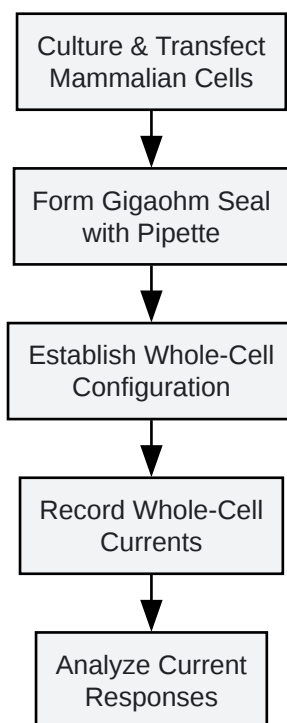 Culture & Transfect
Mammalian Cells
Form Gigaohm Seal
with Pipette
Establish Whole-Cell
Configuration
Record Whole-Cell
Currents
Analyze Current
Responses